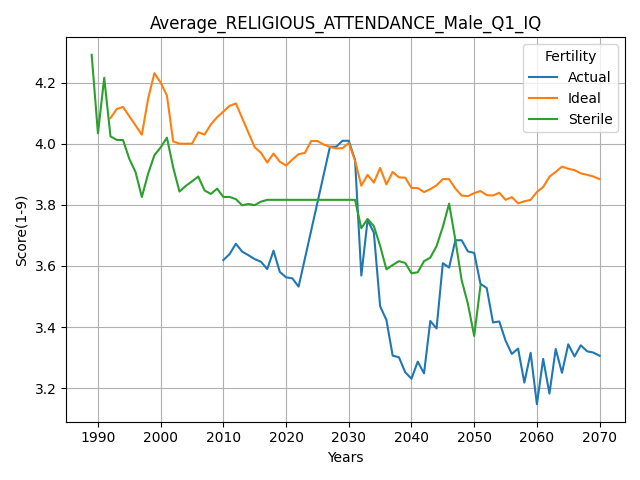 Average_RELIGIOUS_ATTENDANCE_Male_Q1_IQ
Fertility
Actual
Ideal
Sterile
Score(1-9)
4.2
4.0
3.8
3.6
3.4
3.2
1990 2000 2010 2020 2030 2040 2050 2060 2070
Years